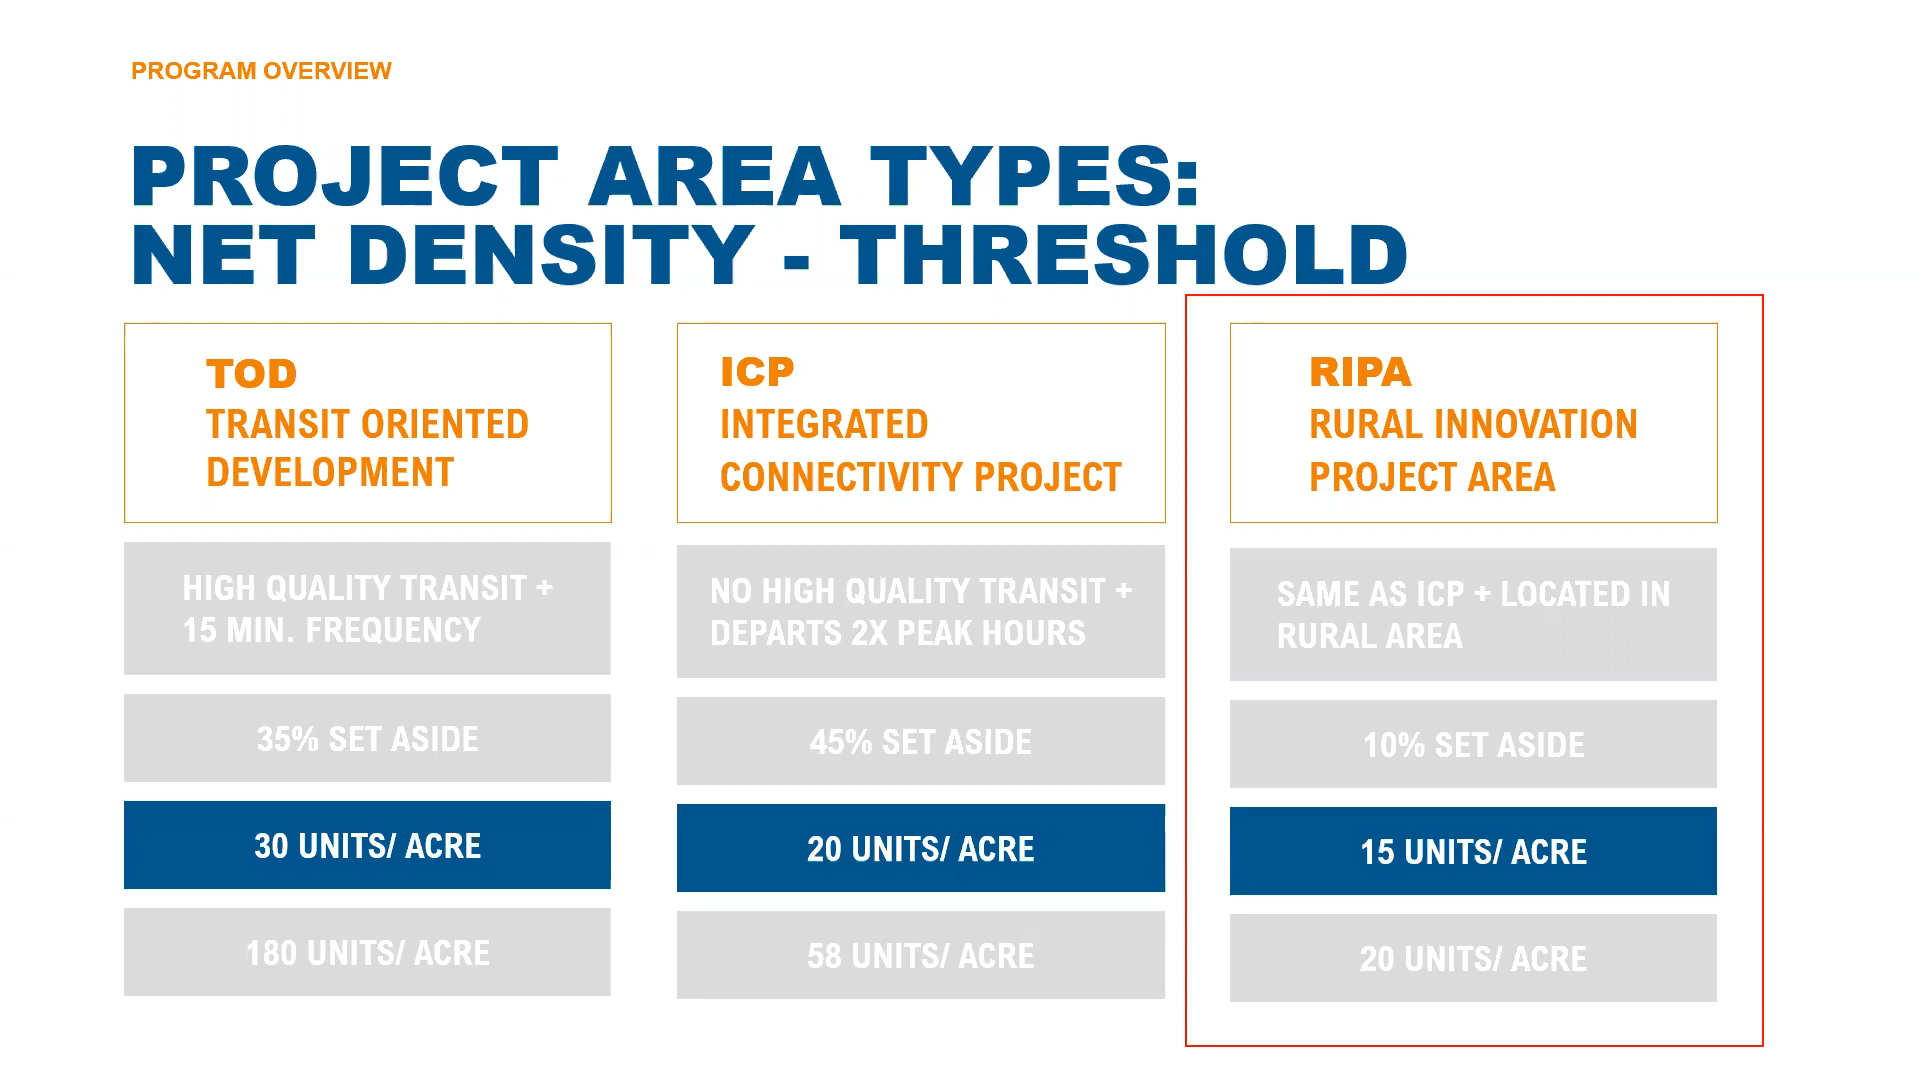 PROGRAM OVERVIEW
PROJECT AREA TYPES:
NET DENSITY - THRESHOLD
TOD
TRANSIT ORIENTED
DEVELOPMENT
HIGH QUALITY TRANSIT +
15 MIN. FREQUENCY
35% SET ASIDE
30 UNITS/ ACRE
180 UNITS/ ACRE
ICP
INTEGRATED
CONNECTIVITY PROJECT
NO HIGH QUALITY TRANSIT +
DEPARTS 2X PEAK HOURS
45% SET ASIDE
20 UNITS/ ACRE
58 UNITS/ ACRE
RIPA
RURAL INNOVATION
PROJECT AREA
SAME AS ICP + LOCATED IN
RURAL AREA
10% SET ASIDE
15 UNITS/ ACRE
20 UNITS/ ACRE